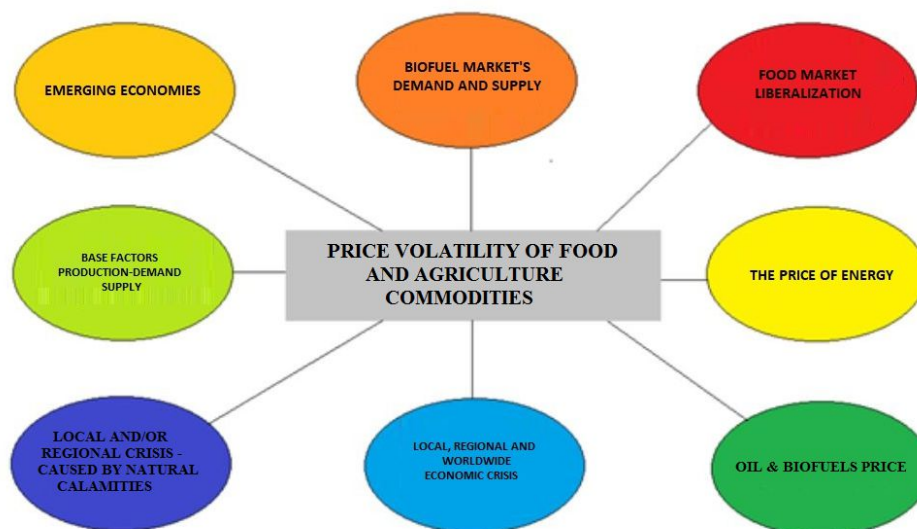 EMERGING ECONOMIES
BIOFUEL MARKET'S
DEMAND AND SUPPLY
FOOD MARKET
LIBERALIZATION
BASE FACTORS
PRODUCTION-DEMAND
SUPPLY
PRICE VOLATILITY OF FOOD
AND AGRICULTURE
COMMODITIES
THE PRICE OF ENERGY
LOCAL AND/OR
REGIONAL CRISIS -
CAUSED BY NATURAL
CALAMITIES
LOCAL, REGIONAL AND
WORLDWIDE
ECONOMIC CRISIS
OIL & BIOFUELS PRICE